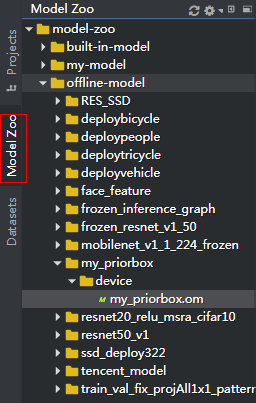 Model Zoo
Projects
Model Zoo
Datasets
model-zoo
built-in-model
my-model
offline-model
RES_SSD
deploybicycle
deploypeople
deploytricycle
deployvehicle
face_feature
frozen_inference_graph
frozen_resnet_v1_50
mobilenet_v1_1_224_frozen
my_priorbox
device
my_priorbox.om
resnet20_relu_msra_cifar10
resnet50_v1
ssd_deploy322
tencent_model
train_val_fix_projAll1x1_pattern